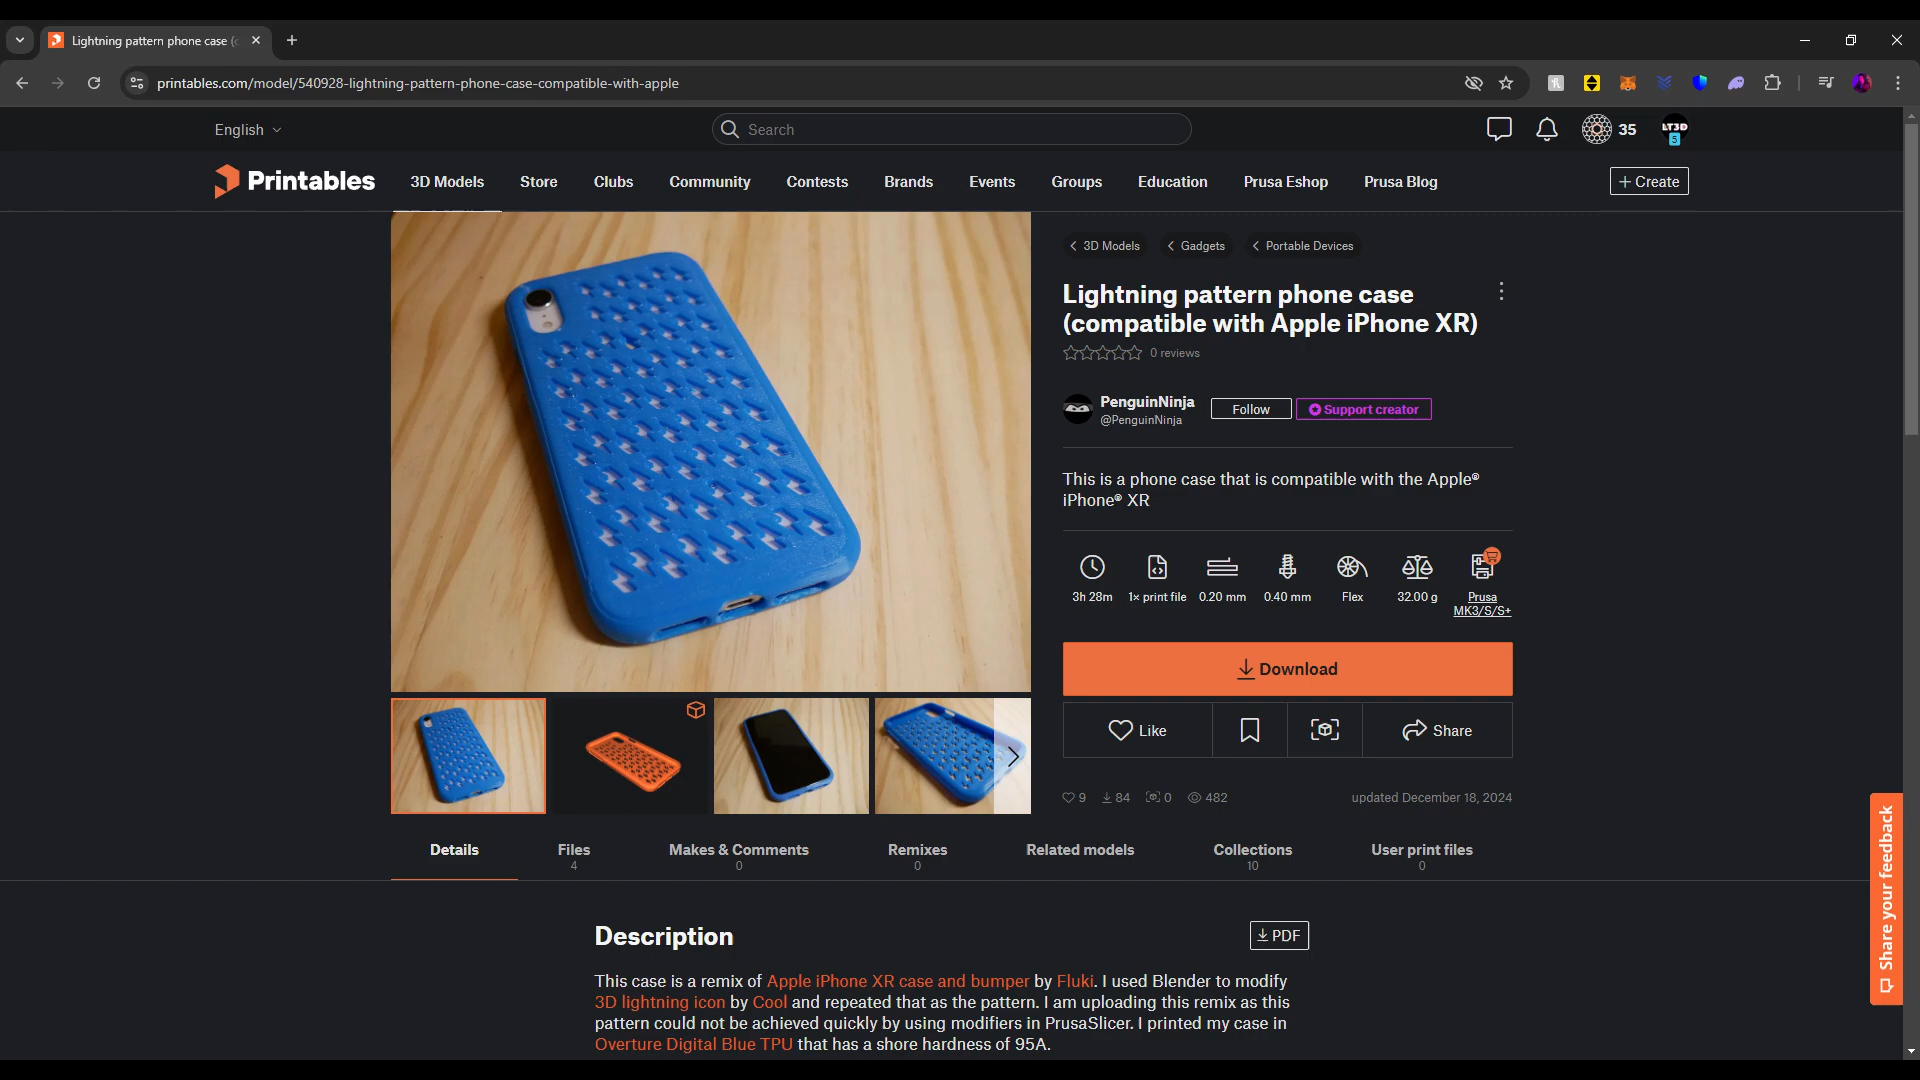 Lightning pattern phone case (c
printables.com/model/540928-lightning-pattern-phone-case-compatible-with-apple
English
Search
35
LT3D
5
Printables
3D Models
Store
Clubs
Community
Contests
Brands
Events
Groups
Education
Prusa Eshop
Prusa Blog
+ Create
3D Models
Gadgets
Portable Devices
Lightning pattern phone case
(compatible with Apple iPhone XR)
0 reviews
PenguinNinja
@PenguinNinja
Follow
Support creator
This is a phone case that is compatible with the Apple®
iPhone® XR
3h 28m
1× print file
0.20 mm
0.40 mm
Flex
32.00 g
Prusa
MK3/S/S+
Download
Like
Share
9
84
0
482
updated December 18, 2024
Details
Files
4
Makes & Comments
0
Remixes
0
Related models
Collections
10
User print files
0
Share your feedback
Description
PDF
This case is a remix of Apple iPhone XR case and bumper by Fluki. I used Blender to modify
3D lightning icon by Cool and repeated that as the pattern. I am uploading this remix as this
pattern could not be achieved quickly by using modifiers in PrusaSlicer. I printed my case in
Overture Digital Blue TPU that has a shore hardness of 95A.